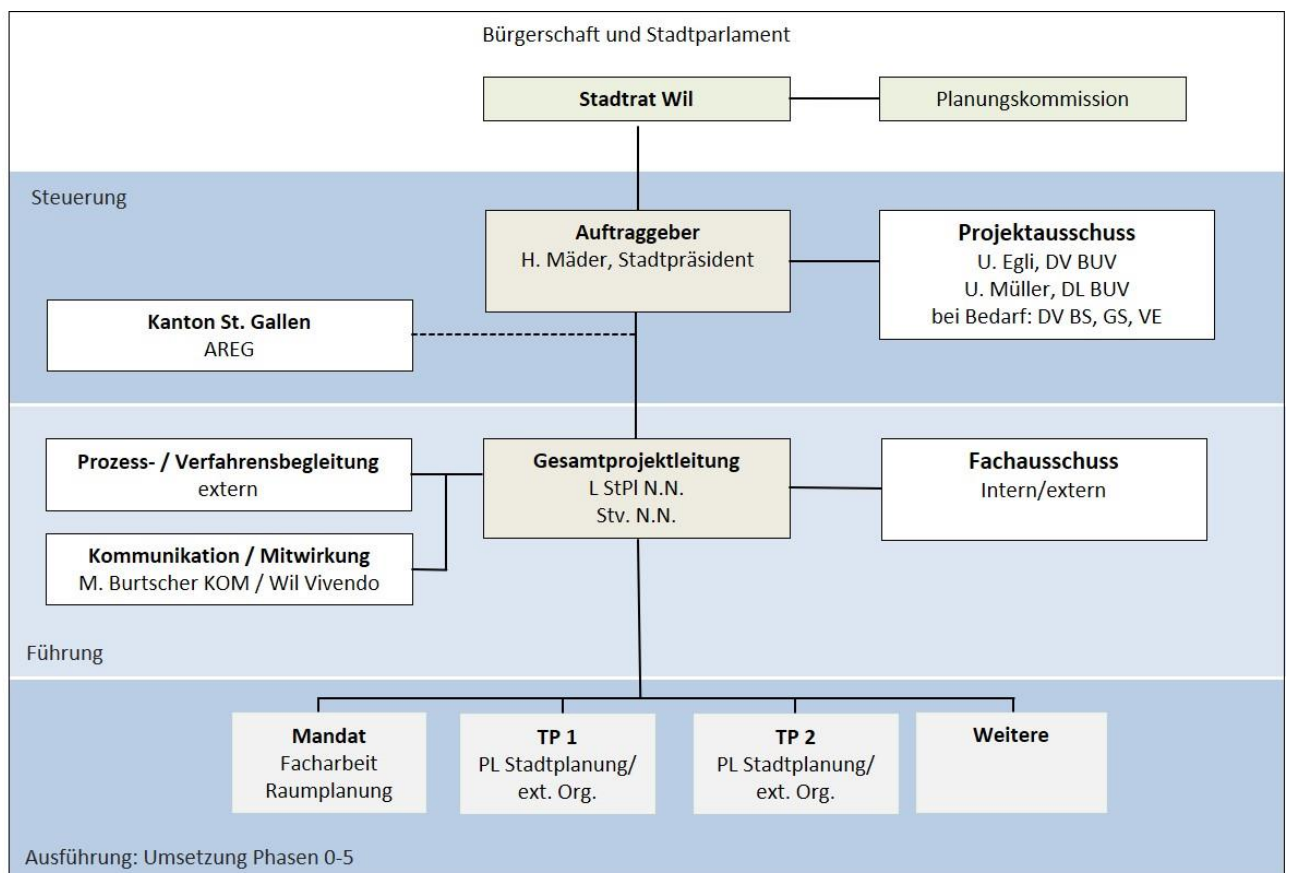 Bürgerschaft und Stadtparlament
Stadtrat Wil
Planungskommission
Steuerung
Auftraggeber
H. Mäder, Stadtpräsident
Projektausschuss
U. Egli, DV BUV
U. Müller, DL BUV
bei Bedarf: DV BS, GS, VE
Kanton St. Gallen
AREG
Prozess- / Verfahrensbegleitung
extern
Gesamtprojektleitung
L StPl N.N.
Stv. N.N.
Fachausschuss
Intern/extern
Kommunikation / Mitwirkung
M. Burtscher KOM / Wil Vivendo
Führung
Mandat
Facharbeit
Raumplanung
TP 1
PL Stadtplanung/
ext. Org.
TP 2
PL Stadtplanung/
ext. Org.
Weitere
Ausführung: Umsetzung Phasen 0-5